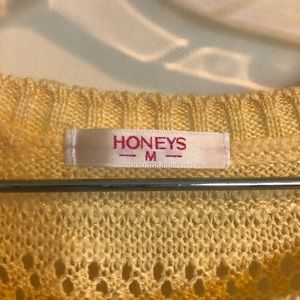 HONEYS
— M —